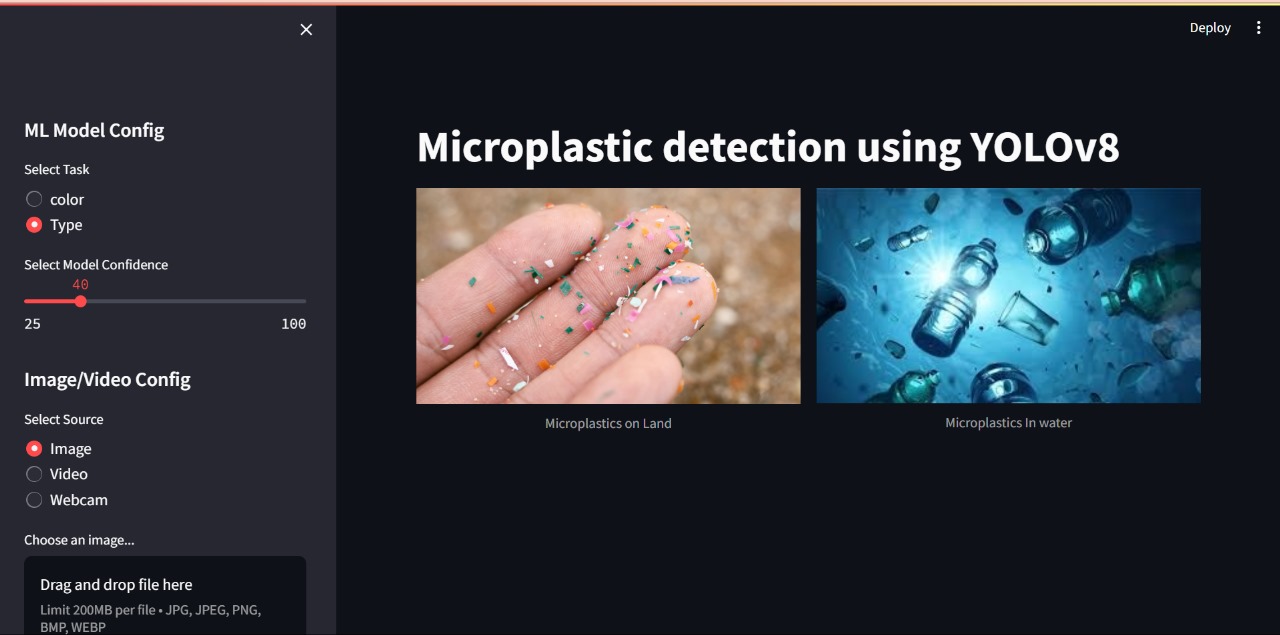 Deploy
ML Model Config
Select Task
color
Type
Select Model Confidence
40
25 100
Image/Video Config
Select Source
Image
Video
Webcam
Choose an image...
Drag and drop file here
Limit 200MB per file • JPG, JPEG, PNG,
BMP, WEBP
Microplastic detection using YOLOv8
Microplastics on Land
Microplastics In water